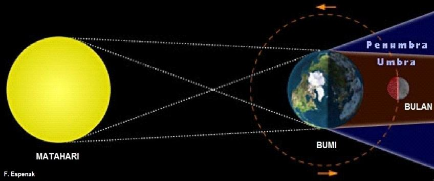 Penumbra
Umbra
BULAN
BUMI
MATAHARI
F. Espenak